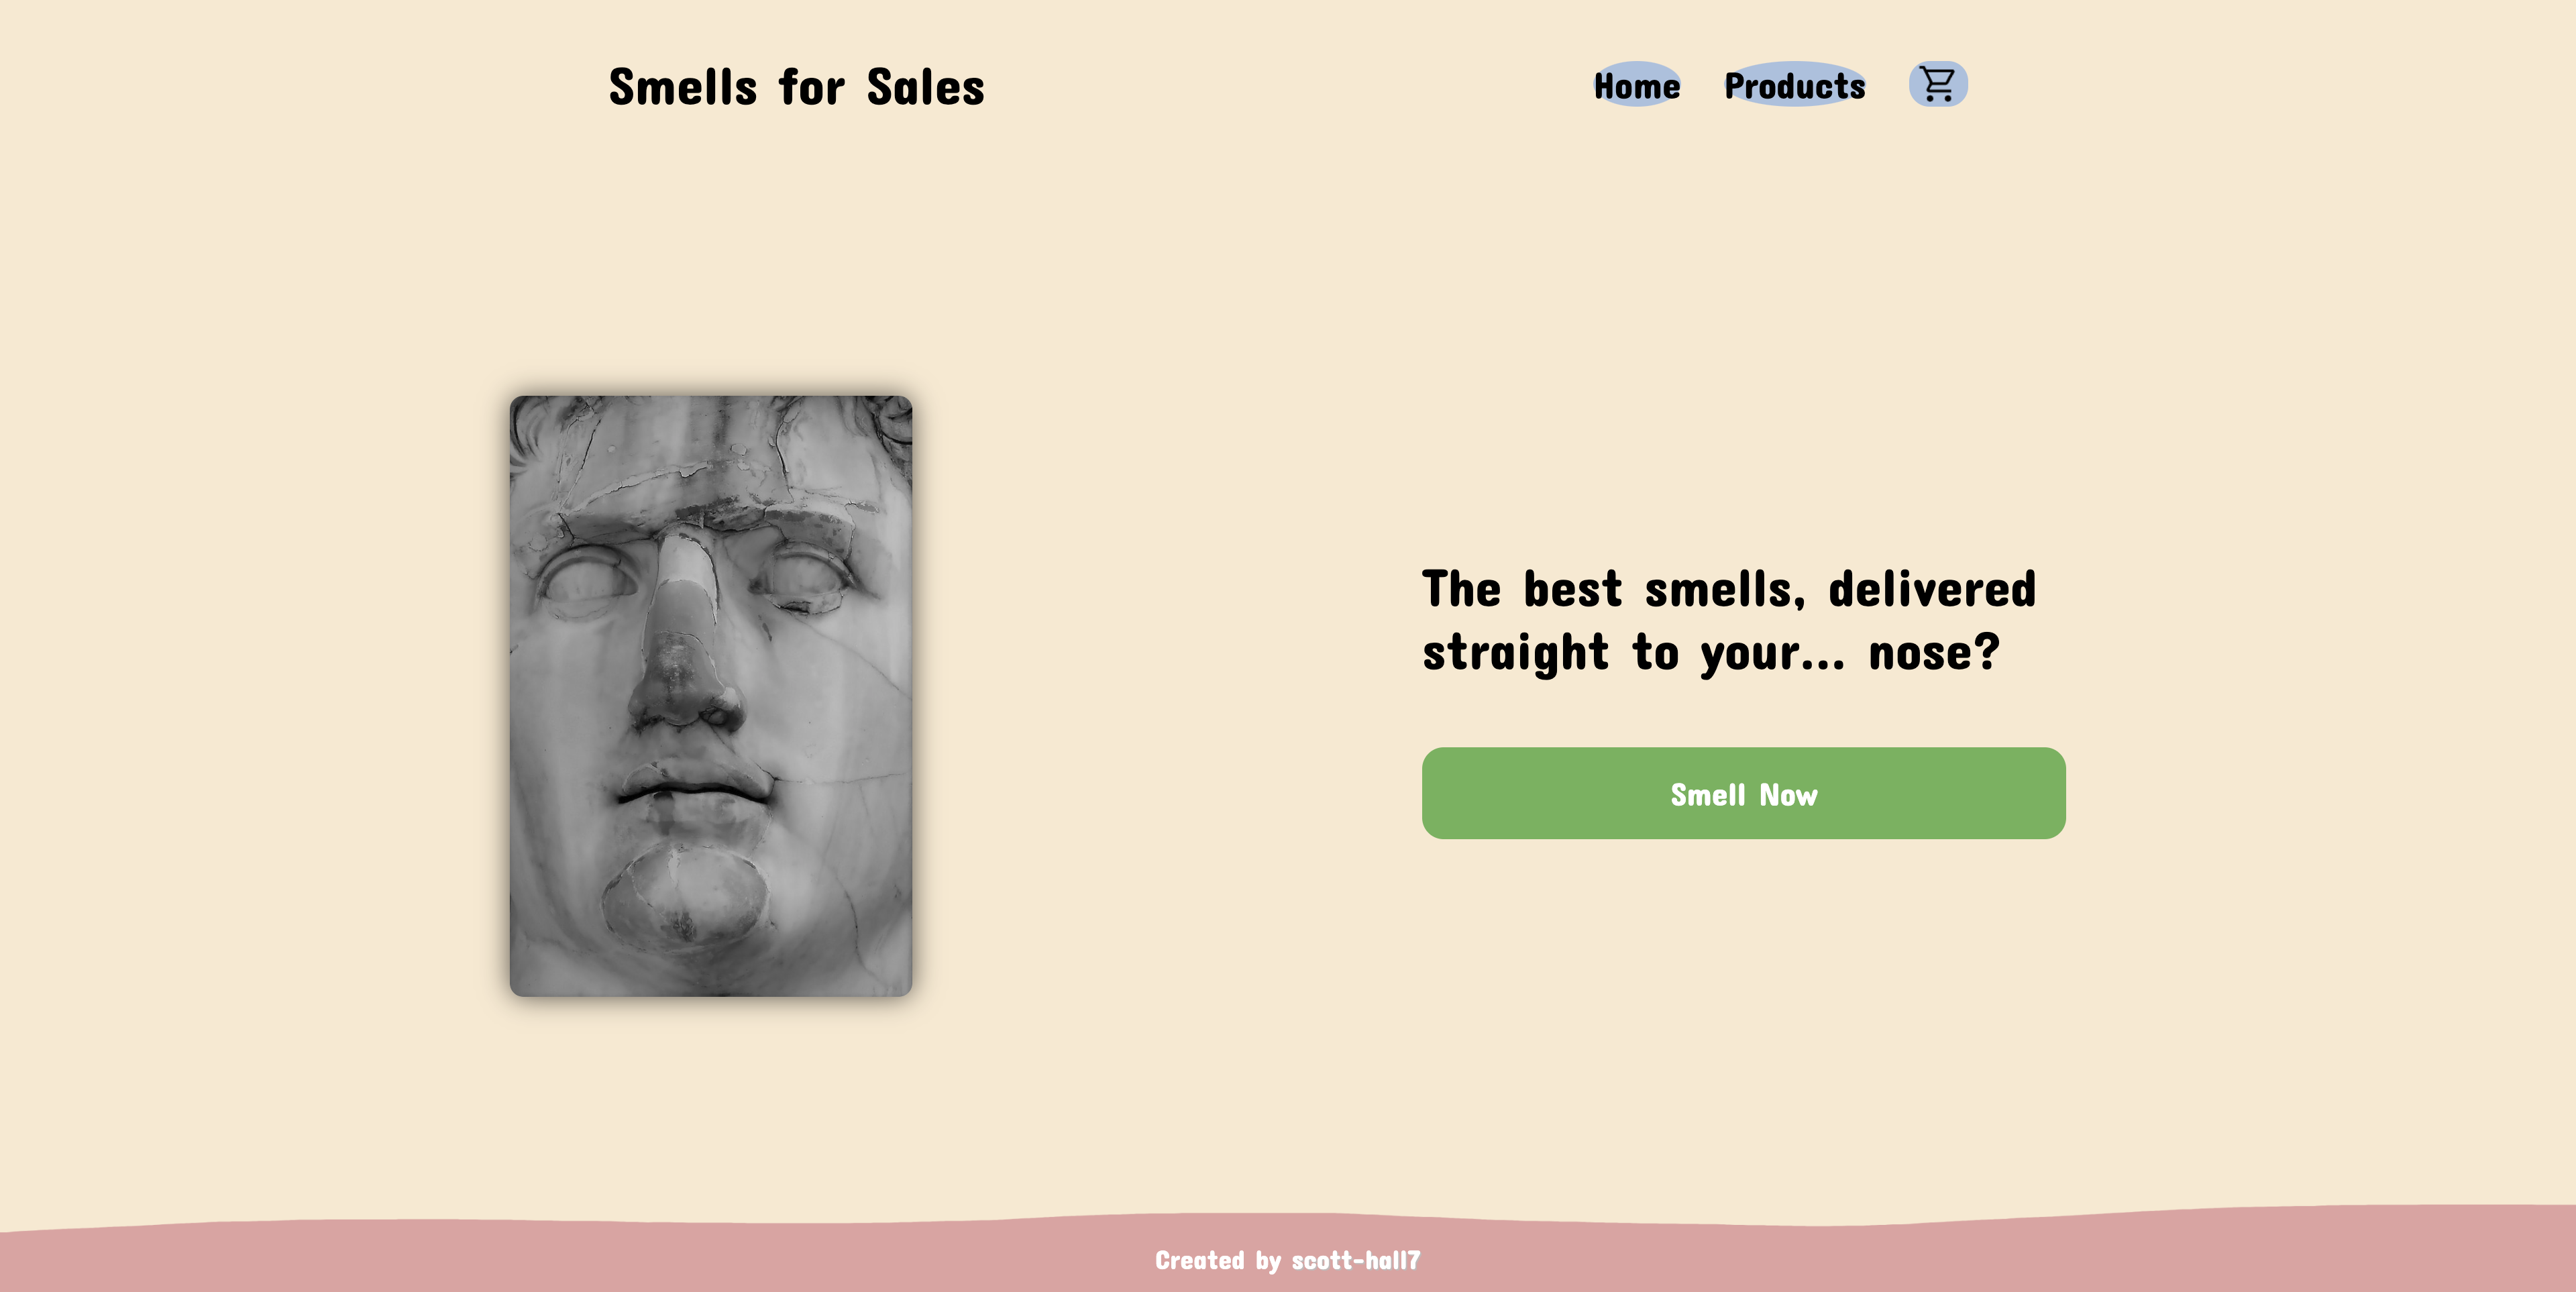 Smells for Sales
Home
Products
The best smells, delivered
straight to your... nose?
Smell Now
Created by scott-hall7